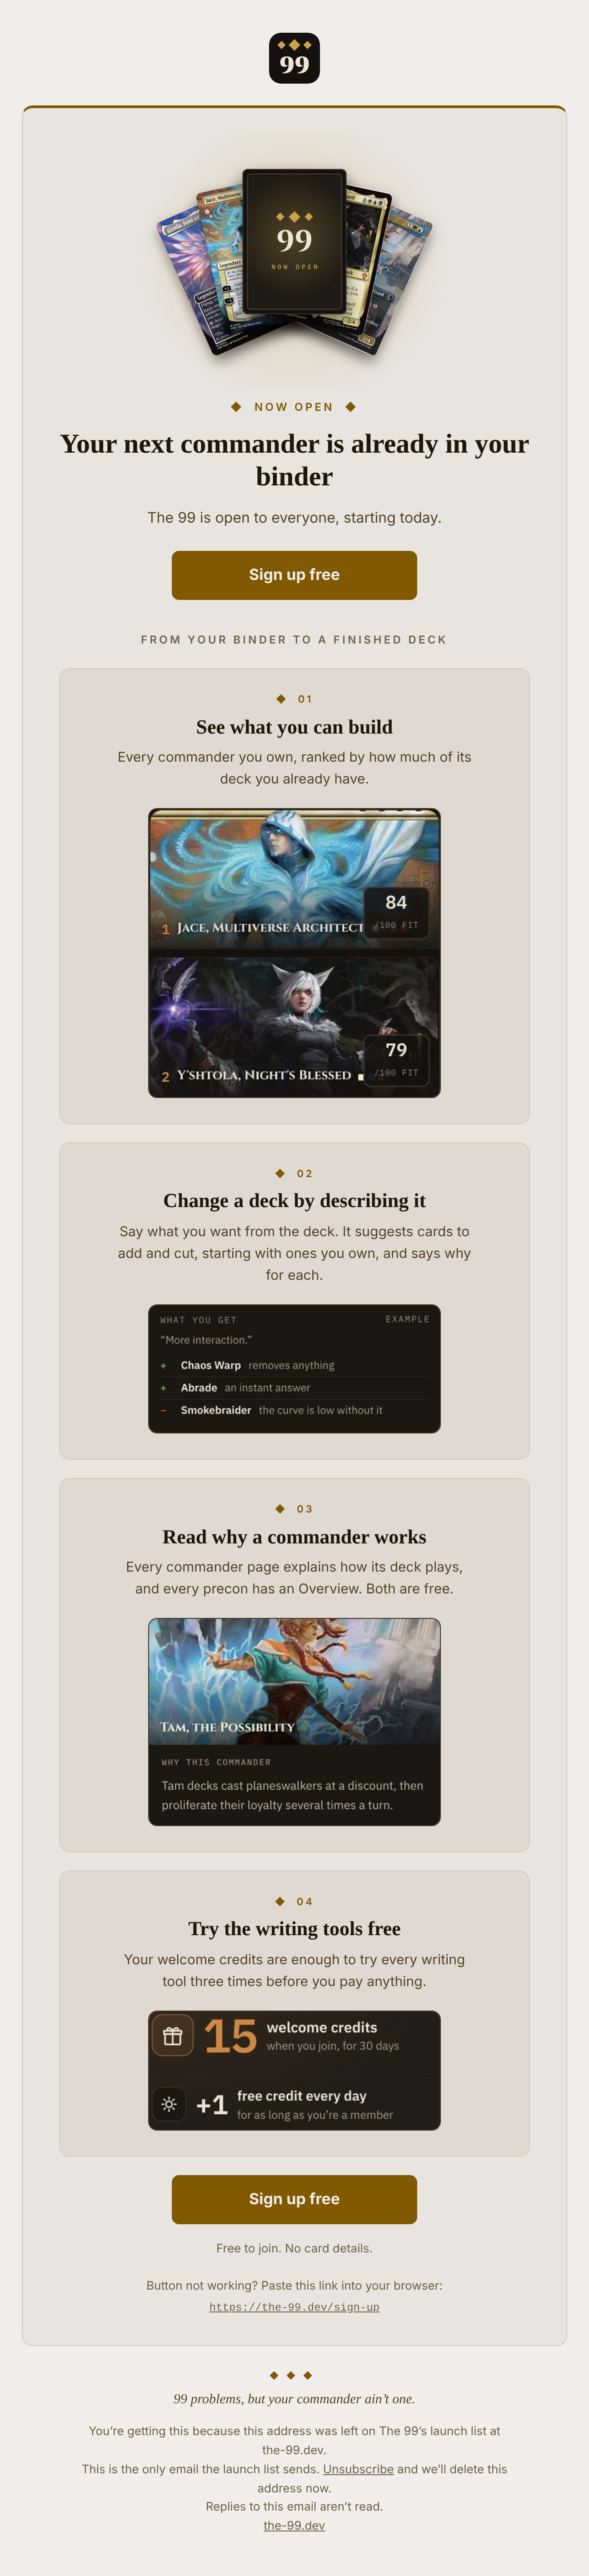 99
Jace, Multiverse
99
NOW OPEN
Legendary
2/4
NOW OPEN
Your next commander is already in your
binder
The 99 is open to everyone, starting today.
Sign up free
FROM YOUR BINDER TO A FINISHED DECK
01
See what you can build
Every commander you own, ranked by how much of its
deck you already have.
84
/100 FIT
1 JACE, MULTIVERSE ARCHITECT
79
/100 FIT
2 Y'SHTOLA, NIGHT'S BLESSED
02
Change a deck by describing it
Say what you want from the deck. It suggests cards to
add and cut, starting with ones you own, and says why
for each.
WHAT YOU GET EXAMPLE
“More interaction.”
+ Chaos Warp removes anything
+ Abrade an instant answer
− Smokebraider the curve is low without it
03
Read why a commander works
Every commander page explains how its deck plays,
and every precon has an Overview. Both are free.
TAM, THE POSSIBILITY
WHY THIS COMMANDER
Tam decks cast planeswalkers at a discount, then
proliferate their loyalty several times a turn.
04
Try the writing tools free
Your welcome credits are enough to try every writing
tool three times before you pay anything.
15 welcome credits
when you join, for 30 days
+1 free credit every day
for as long as you’re a member
Sign up free
Free to join. No card details.
Button not working? Paste this link into your browser:
https://the-99.dev/sign-up
99 problems, but your commander ain’t one.
You’re getting this because this address was left on The 99’s launch list at
the-99.dev.
This is the only email the launch list sends. Unsubscribe and we’ll delete this
address now.
Replies to this email aren’t read.
the-99.dev